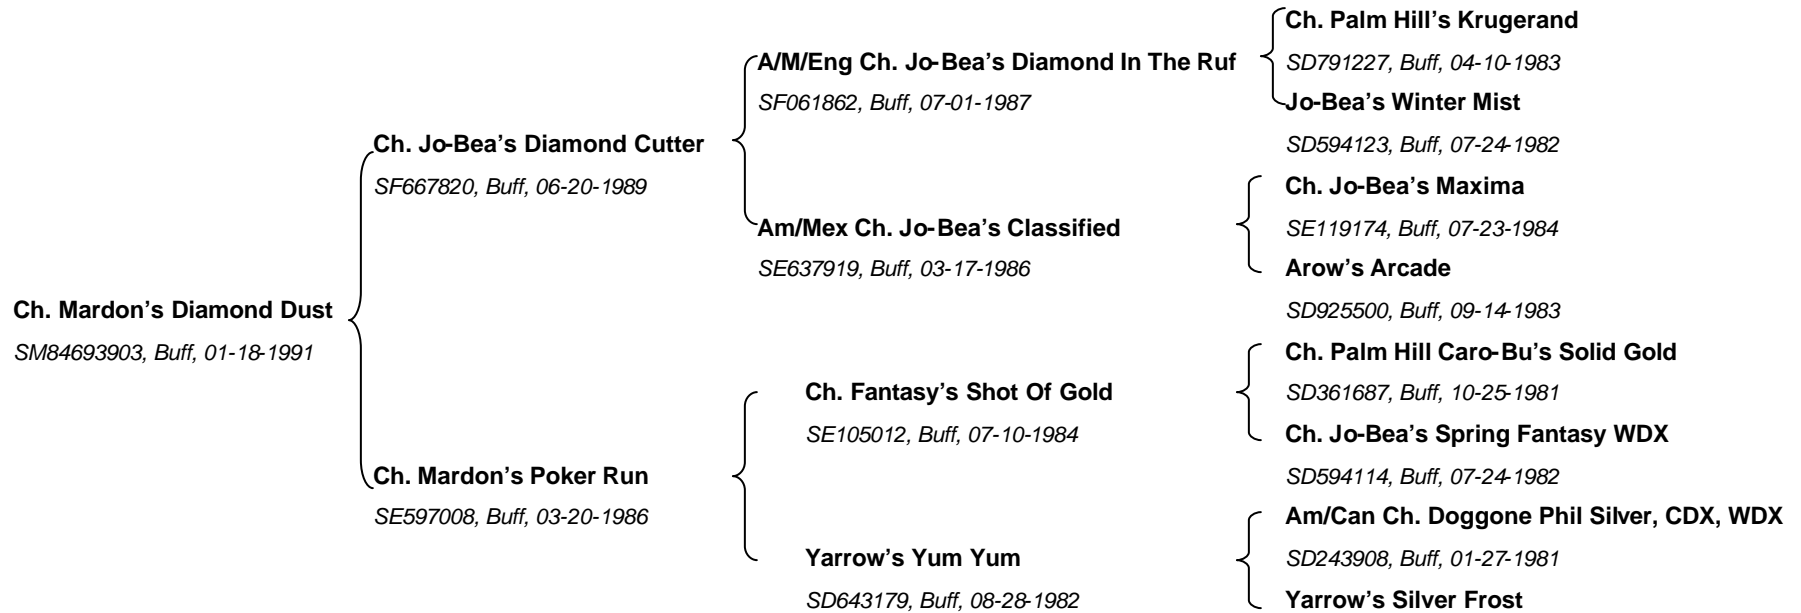 Ch. Palm Hill's Krugerand
A/M/Eng Ch. Jo-Bea's Diamond In The Ruf
SD791227, Buff, 04-10-1983
SF061862, Buff, 07-01-1987
Jo-Bea's Winter Mist
Ch. Jo-Bea's Diamond Cutter
SD594123, Buff, 07-24-1982
SF667820, Buff, 06-20-1989
Ch. Jo-Bea's Maxima
Am/Mex Ch. Jo-Bea's Classified
SE119174, Buff, 07-23-1984
SE637919, Buff, 03-17-1986
Arow's Arcade
Ch. Mardon's Diamond Dust
SD925500, Buff, 09-14-1983
SM84693903, Buff, 01-18-1991
Ch. Palm Hill Caro-Bu's Solid Gold
Ch. Fantasy's Shot Of Gold
SD361687, Buff, 10-25-1981
SE105012, Buff, 07-10-1984
Ch. Jo-Bea's Spring Fantasy WDX
Ch. Mardon's Poker Run
SD594114, Buff, 07-24-1982
SE597008, Buff, 03-20-1986
Am/Can Ch. Doggone Phil Silver, CDX, WDX
Yarrow's Yum Yum
SD243908, Buff, 01-27-1981
SD643179, Buff, 08-28-1982
Yarrow's Silver Frost